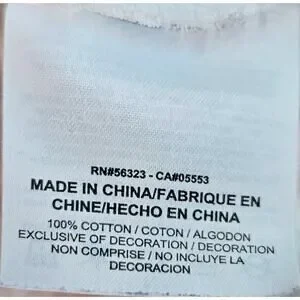 RN#56323 - CA#05553
MADE IN CHINA/FABRIQUE EN
CHINE/HECHO EN CHINA
100% COTTON / COTON / ALGODON
EXCLUSIVE OF DECORATION / DECORATION
NON COMPRISE / NO INCLUYE LA
DECORACION